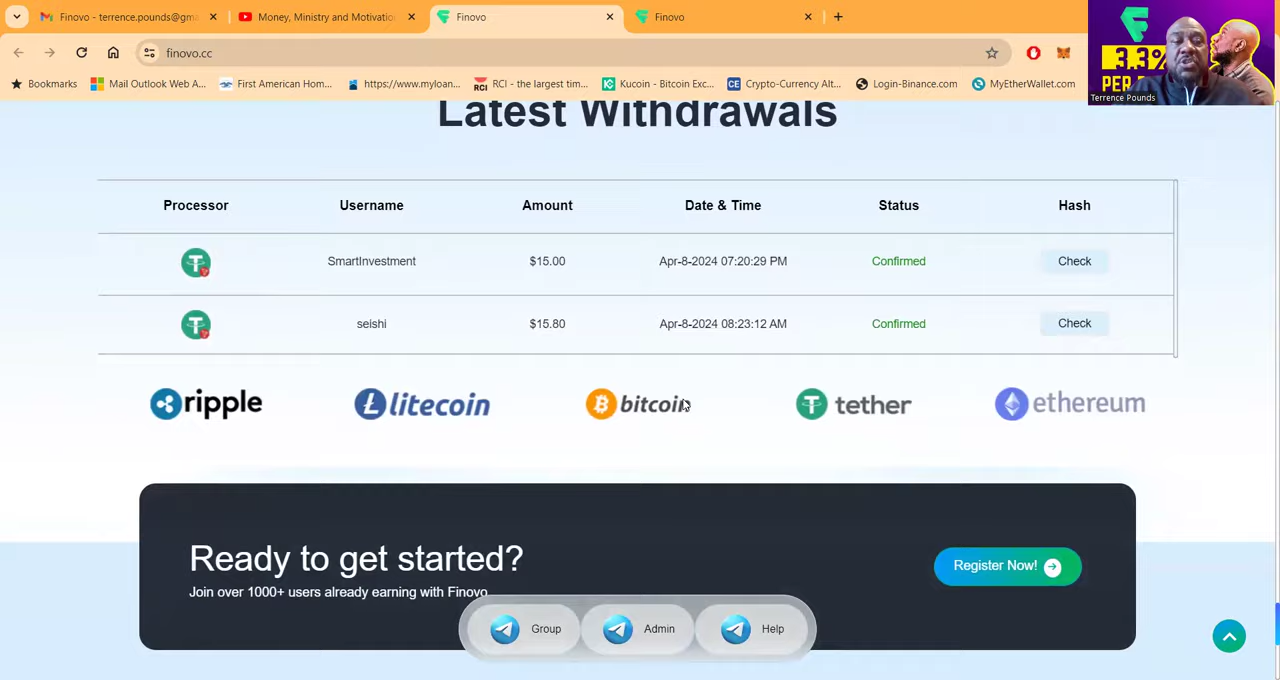 Finovo - terrence.pounds@gma
Money, Ministry and Motivatio
Finovo
Finovo
finovo.cc
Bookmarks
Mail Outlook Web A...
First American Hom...
https://www.myloan...
RCI - the largest tim...
Kucoin - Bitcoin Exc...
Crypto-Currency Alt...
Login-Binance.com
MyEtherWallet.com
3.3%
PER
Terrence Pounds
Latest Withdrawals
Processor Username Amount Date & Time Status Hash
SmartInvestment $15.00 Apr-8-2024 07:20:29 PM Confirmed Check
seishi $15.80 Apr-8-2024 08:23:12 AM Confirmed Check
ripple litecoin bitcoin tether ethereum
Ready to get started?
Register Now!
Join over 1000+ users already earning with Finovo
Group Admin Help